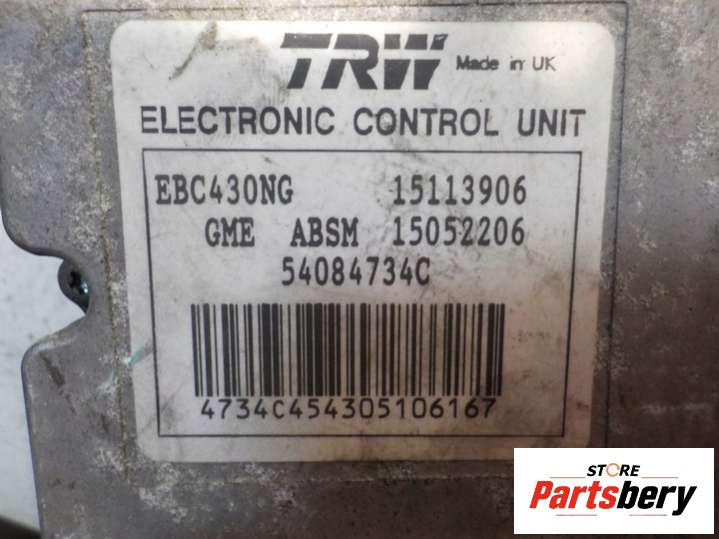 TRW Made in UK
ELECTRONIC CONTROL UNIT
EBC430NG 15113906
GME ABSM 15052206
54084734C
4734C454305106167
STORE
Partsbery